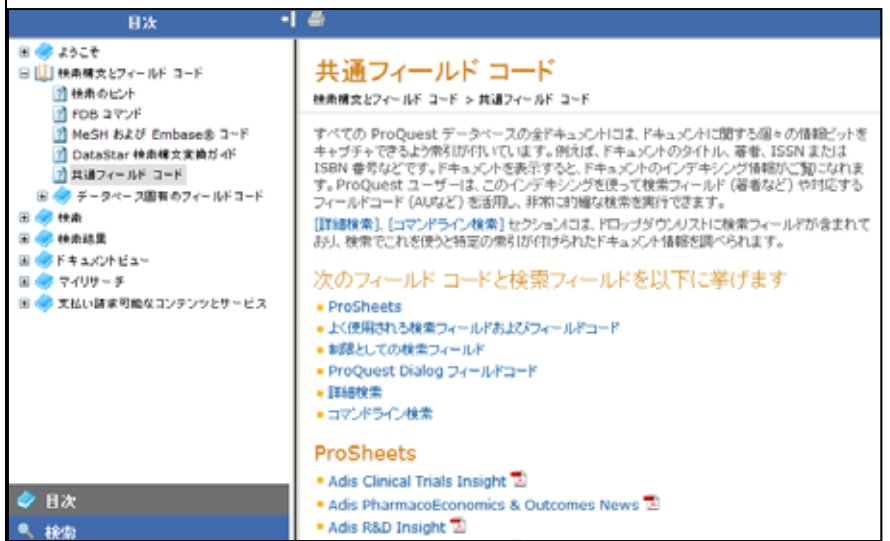 目次
ようこそ
検索構文とフィールド コード
検索のヒント
FDB コマンド
MeSH および Embase® コード
DataStar 検索構文変換ガイド
共通フィールド コード
データベース固有のフィールドコード
検索
検索結果
ドキュメントビュー
マイリサーチ
支払い請求可能なコンテンツとサービス
目次
検索
共通フィールド コード
検索構文とフィールド コード > 共通フィールド コード
すべての ProQuest データベースの全ドキュメントには、ドキュメントに関する個々の情報ビットを
キャプチャできるよう索引が付いています。例えば、ドキュメントのタイトル、著者、ISSN または
ISBN 番号などです。ドキュメントを表示すると、ドキュメントのインデキシング情報がご覧になれま
す。ProQuest ユーザーは、このインデキシングを使って検索フィールド (著者など) や対応する
フィールドコード (AUなど) を活用し、非常に的確な検索を実行できます。
[詳細検索]、[コマンドライン検索] セクションには、ドロップダウンリストに検索フィールドが含まれて
おり、検索でこれを使うと特定の索引が付けられたドキュメント情報を調べられます。
次のフィールド コードと検索フィールドを以下に挙げます
ProSheets
よく使用される検索フィールドおよびフィールドコード
制限としての検索フィールド
ProQuest Dialog フィールドコード
詳細検索
コマンドライン検索
ProSheets
Adis Clinical Trials Insight
Adis PharmacoEconomics & Outcomes News
Adis R&D Insight